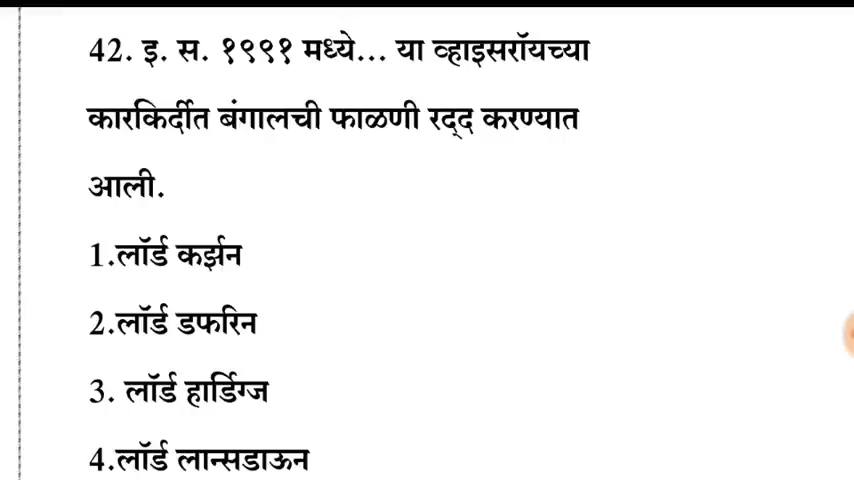 42. इ. स. १९९१ मध्ये... या व्हाइसरॉयच्या
कारकिर्दीत बंगालची फाळणी रद्‌द करण्यात
आली.
1.लॉर्ड कर्झन
2.लॉर्ड डफरिन
3. लॉर्ड हार्डिग्ज
4.लॉर्ड लान्सडाऊन